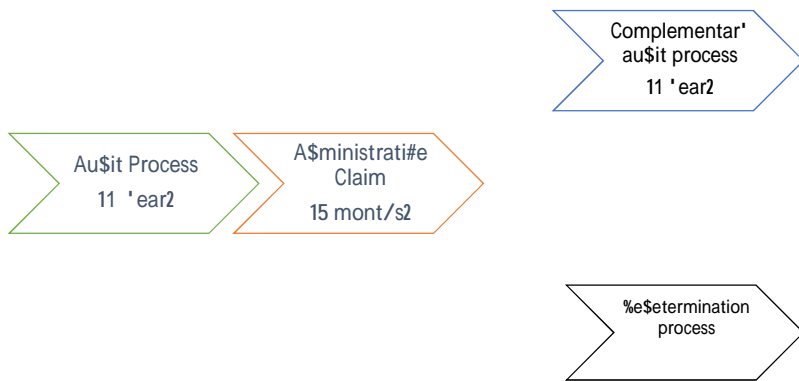 Complementar'
au$it process
11 'ear2
Au$it Process
11 'ear2
A$ministrati#e
Claim
15 mont/s2
%e$etermination
process